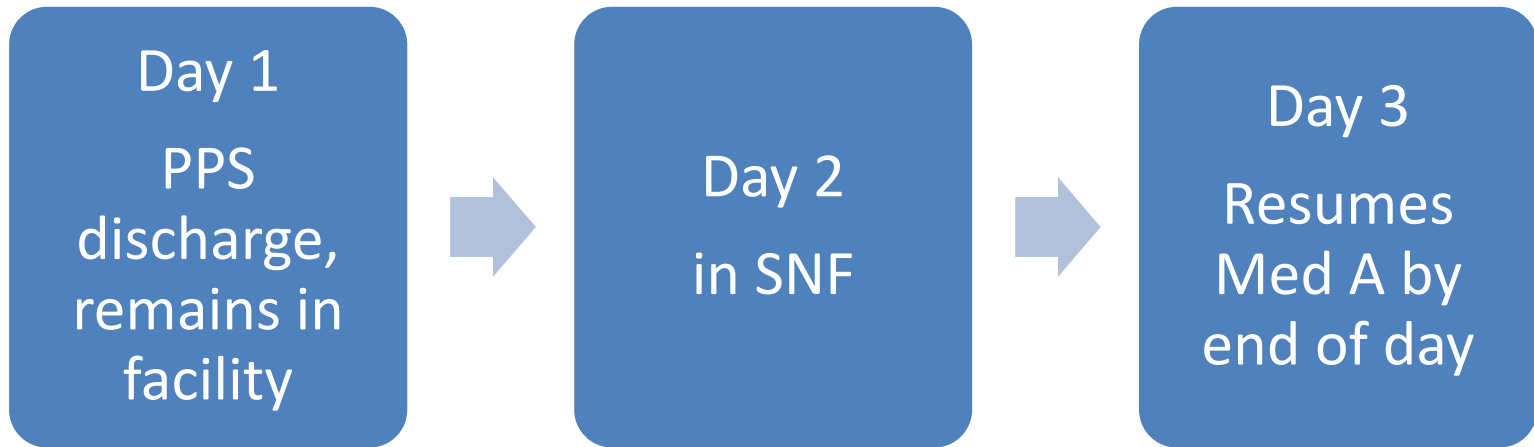 Day 1
PPS
discharge,
remains in
facility
Day 2
in SNF
Day 3
Resumes
Med A by
end of day